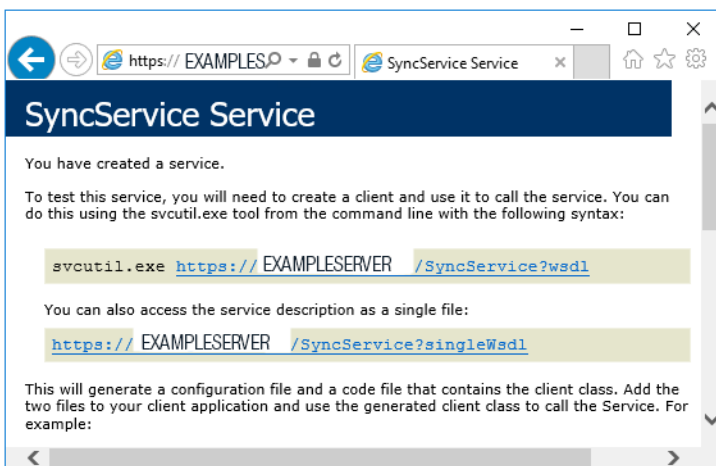 https:// EXAMPLES
SyncService Service
SyncService Service
You have created a service.
To test this service, you will need to create a client and use it to call the service. You can
do this using the svcutil.exe tool from the command line with the following syntax:
svcutil.exe https:// EXAMPLESERVER /SyncService?wsdl
You can also access the service description as a single file:
https:// EXAMPLESERVER /SyncService?singleWsdl
This will generate a configuration file and a code file that contains the client class. Add the
two files to your client application and use the generated client class to call the Service. For
example: